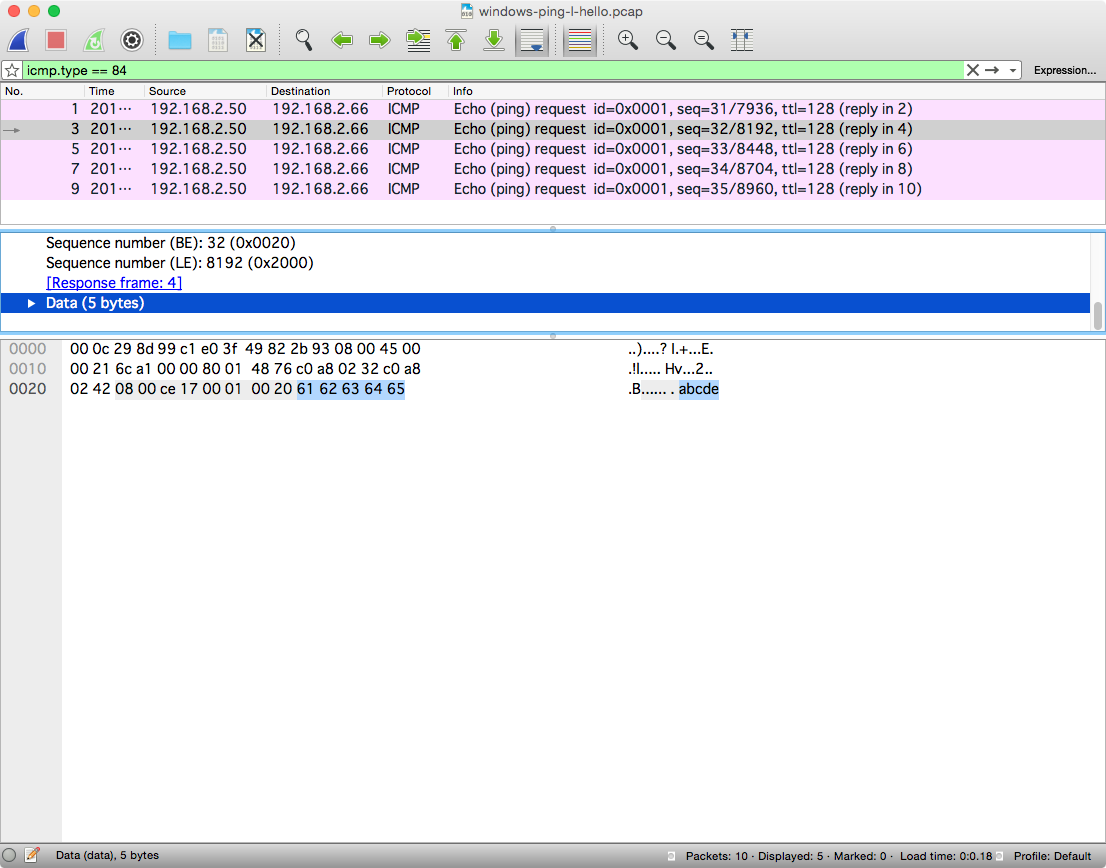 windows-ping-l-hello.pcap
icmp.type == 84
Expression...
No. Time Source Destination Protocol Info
1 201··· 192.168.2.50 192.168.2.66 ICMP Echo (ping) request id=0x0001, seq=31/7936, ttl=128 (reply in 2)
3 201··· 192.168.2.50 192.168.2.66 ICMP Echo (ping) request id=0x0001, seq=32/8192, ttl=128 (reply in 4)
5 201··· 192.168.2.50 192.168.2.66 ICMP Echo (ping) request id=0x0001, seq=33/8448, ttl=128 (reply in 6)
7 201··· 192.168.2.50 192.168.2.66 ICMP Echo (ping) request id=0x0001, seq=34/8704, ttl=128 (reply in 8)
9 201··· 192.168.2.50 192.168.2.66 ICMP Echo (ping) request id=0x0001, seq=35/8960, ttl=128 (reply in 10)
Sequence number (BE): 32 (0x0020)
Sequence number (LE): 8192 (0x2000)
[Response frame: 4]
Data (5 bytes)
0000 00 0c 29 8d 99 c1 e0 3f 49 82 2b 93 08 00 45 00 ..)....? I.+...E.
0010 00 21 6c a1 00 00 80 01 48 76 c0 a8 02 32 c0 a8 .!l..... Hv...2..
0020 02 42 08 00 ce 17 00 01 00 20 61 62 63 64 65 .B...... . abcde
Data (data), 5 bytes
Packets: 10 · Displayed: 5 · Marked: 0 · Load time: 0:0.18
Profile: Default